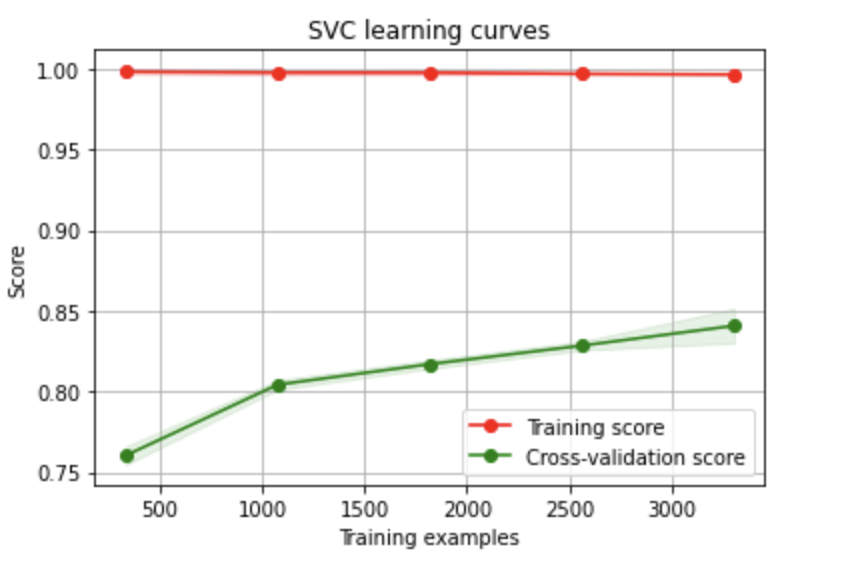 SVC learning curves
1.00
0.95
0.90
0.85
0.80
0.75
Score
Training score
Cross-validation score
500 1000 1500 2000 2500 3000
Training examples